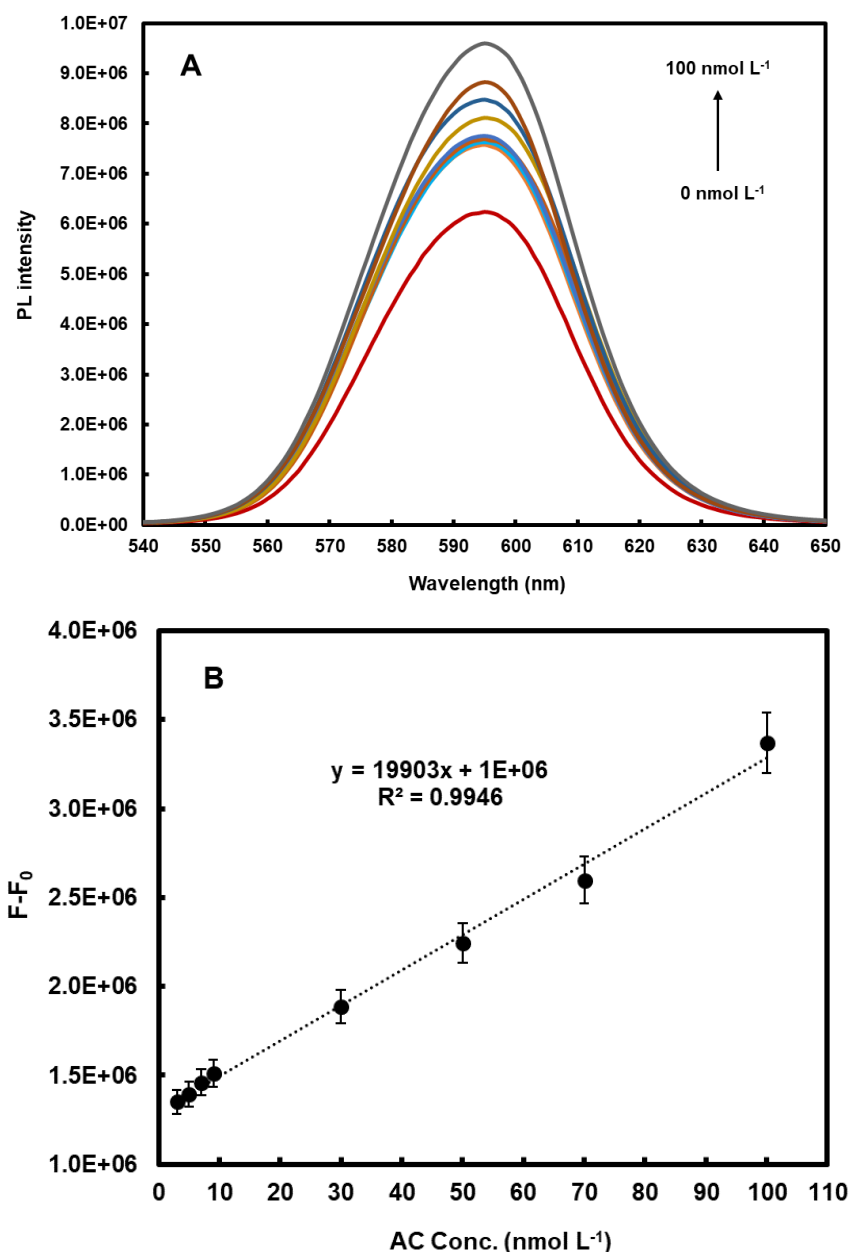 A
100 nmol L⁻¹
0 nmol L⁻¹
PL intensity
1.0E+07
9.0E+06
8.0E+06
7.0E+06
6.0E+06
5.0E+06
4.0E+06
3.0E+06
2.0E+06
1.0E+06
0.0E+00
540 550 560 570 580 590 600 610 620 630 640 650
Wavelength (nm)
B
y = 19903x + 1E+06
R² = 0.9946
F-F₀
4.0E+06
3.5E+06
3.0E+06
2.5E+06
2.0E+06
1.5E+06
1.0E+06
0 10 20 30 40 50 60 70 80 90 100 110
AC Conc. (nmol L⁻¹)